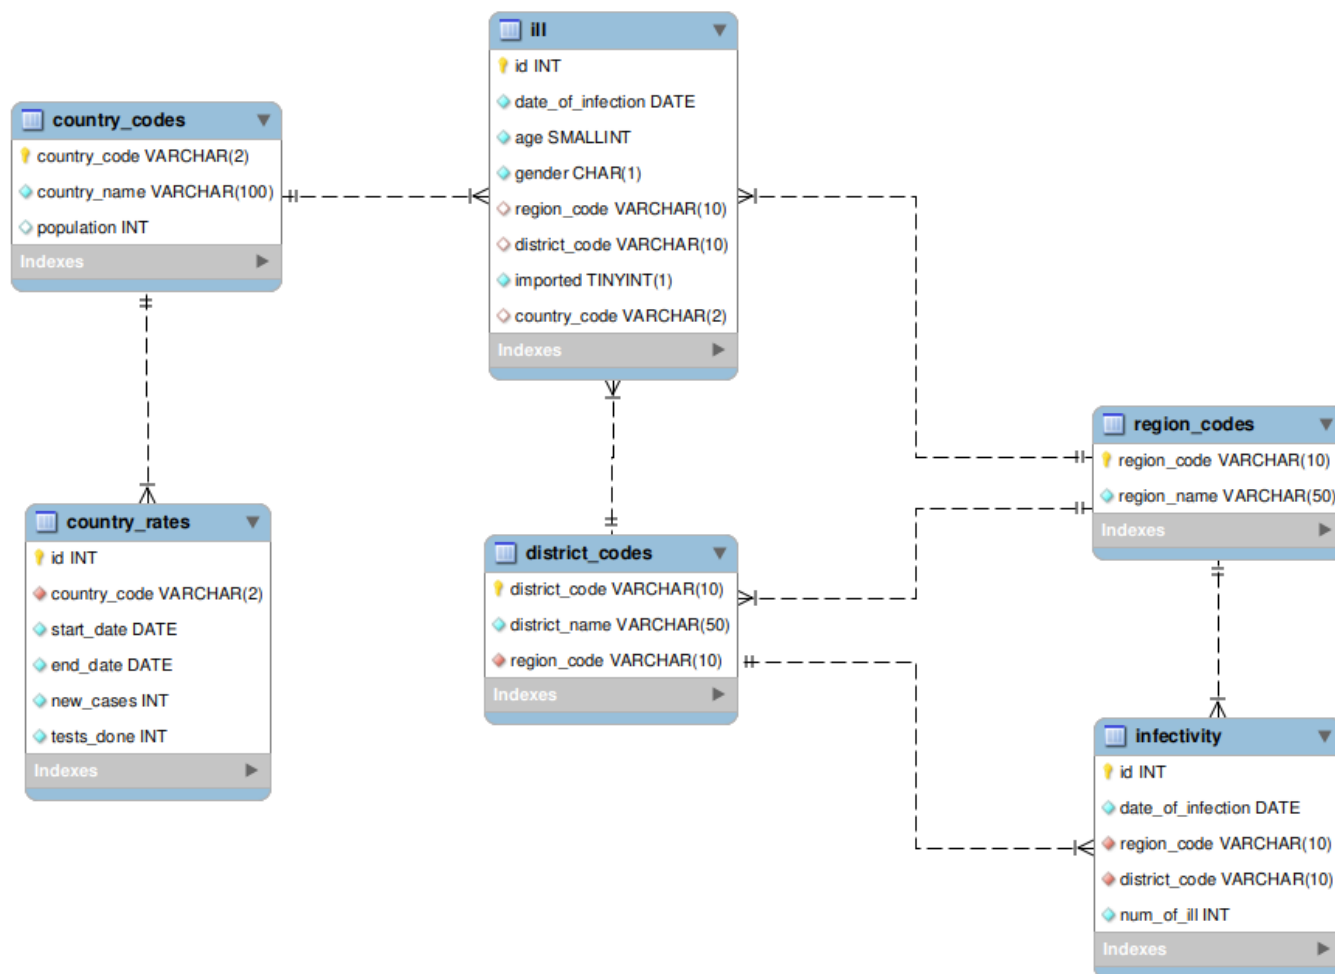 ill
id INT
date_of_infection DATE
age SMALLINT
gender CHAR(1)
region_code VARCHAR(10)
district_code VARCHAR(10)
imported TINYINT(1)
country_code VARCHAR(2)
Indexes
country_codes
country_code VARCHAR(2)
country_name VARCHAR(100)
population INT
Indexes
country_rates
id INT
country_code VARCHAR(2)
start_date DATE
end_date DATE
new_cases INT
tests_done INT
Indexes
district_codes
district_code VARCHAR(10)
district_name VARCHAR(50)
region_code VARCHAR(10)
Indexes
region_codes
region_code VARCHAR(10)
region_name VARCHAR(50)
Indexes
infectivity
id INT
date_of_infection DATE
region_code VARCHAR(10)
district_code VARCHAR(10)
num_of_ill INT
Indexes